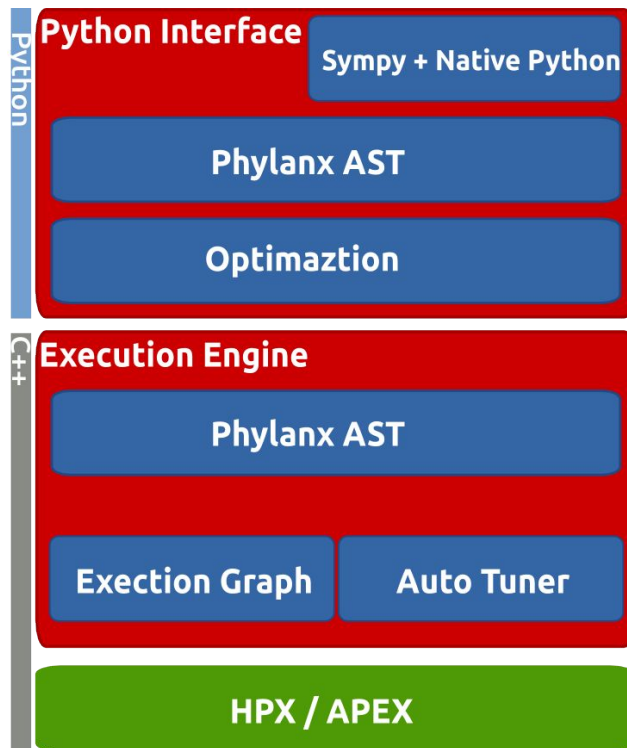 Python
Python Interface
Sympy + Native Python
Phylanx AST
Optimaztion
C++
Execution Engine
Phylanx AST
Exection Graph
Auto Tuner
HPX / APEX